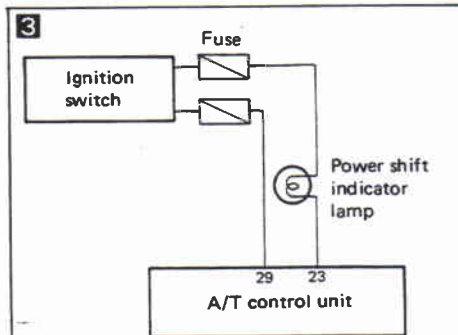 3
Fuse
Ignition
switch
Power shift
indicator
lamp
29 23
A/T control unit